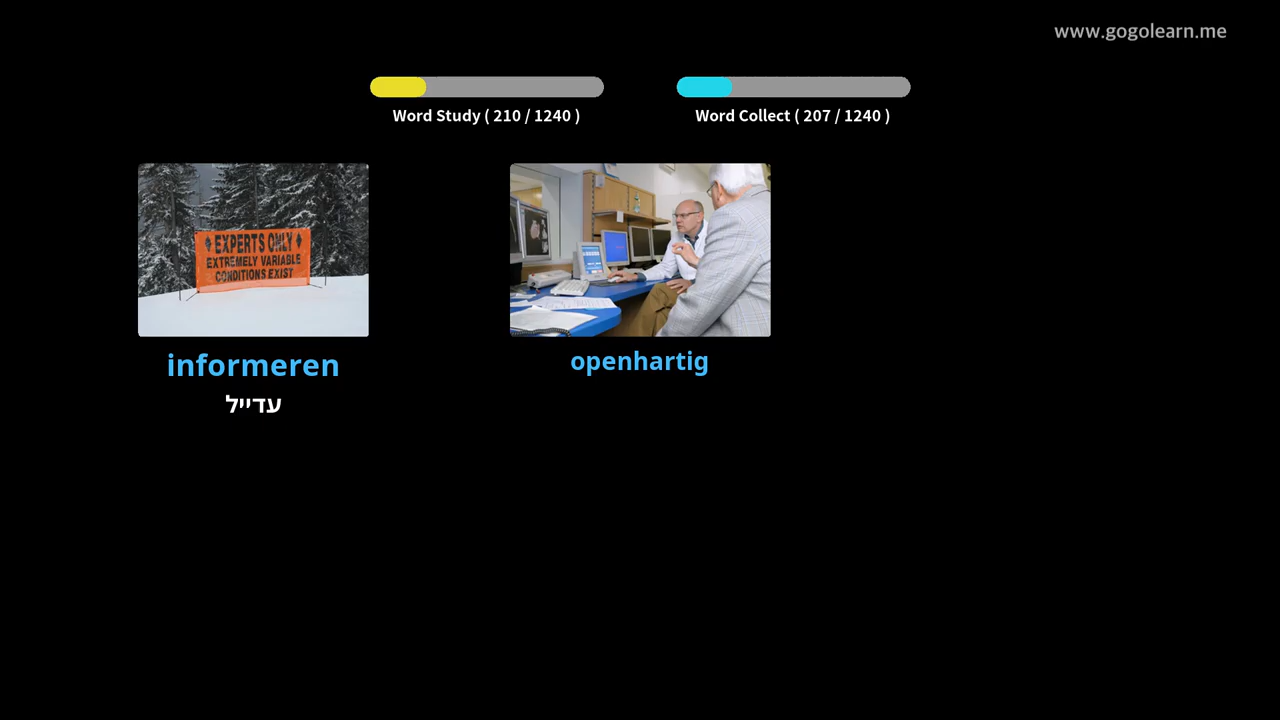 www.gogolearn.me
Word Study ( 210 / 1240 )
Word Collect ( 207 / 1240 )
EXPERTS ONLY
EXTREMELY VARIABLE
CONDITIONS EXIST
informeren
עדייל
openhartig